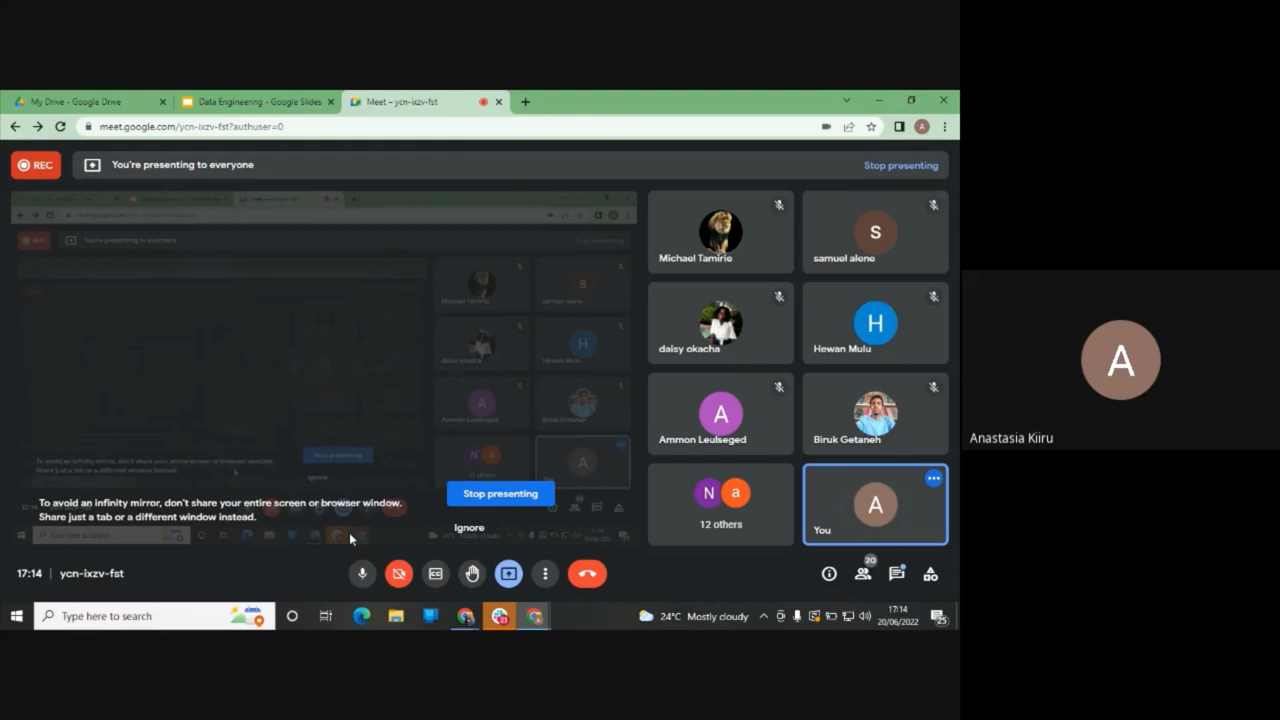 My Drive - Google Drive
Data Engineering - Google Slides
Meet – ycn-ixzv-fst
meet.google.com/ycn-ixzv-fst?authuser=0
A
REC
You're presenting to everyone
Stop presenting
Michael Tamirie
S
samuel alene
daisy okacha
H
Hewan Mulu
A
Ammon Leulseged
Biruk Getaneh
N
a
12 others
A
You
To avoid an infinity mirror, don't share your entire screen or browser window.
Share just a tab or a different window instead.
Stop presenting
Ignore
17:14
ycn-ixzv-fst
20
Type here to search
24°C Mostly cloudy
17:14
20/06/2022
25
A
Anastasia Kiiru